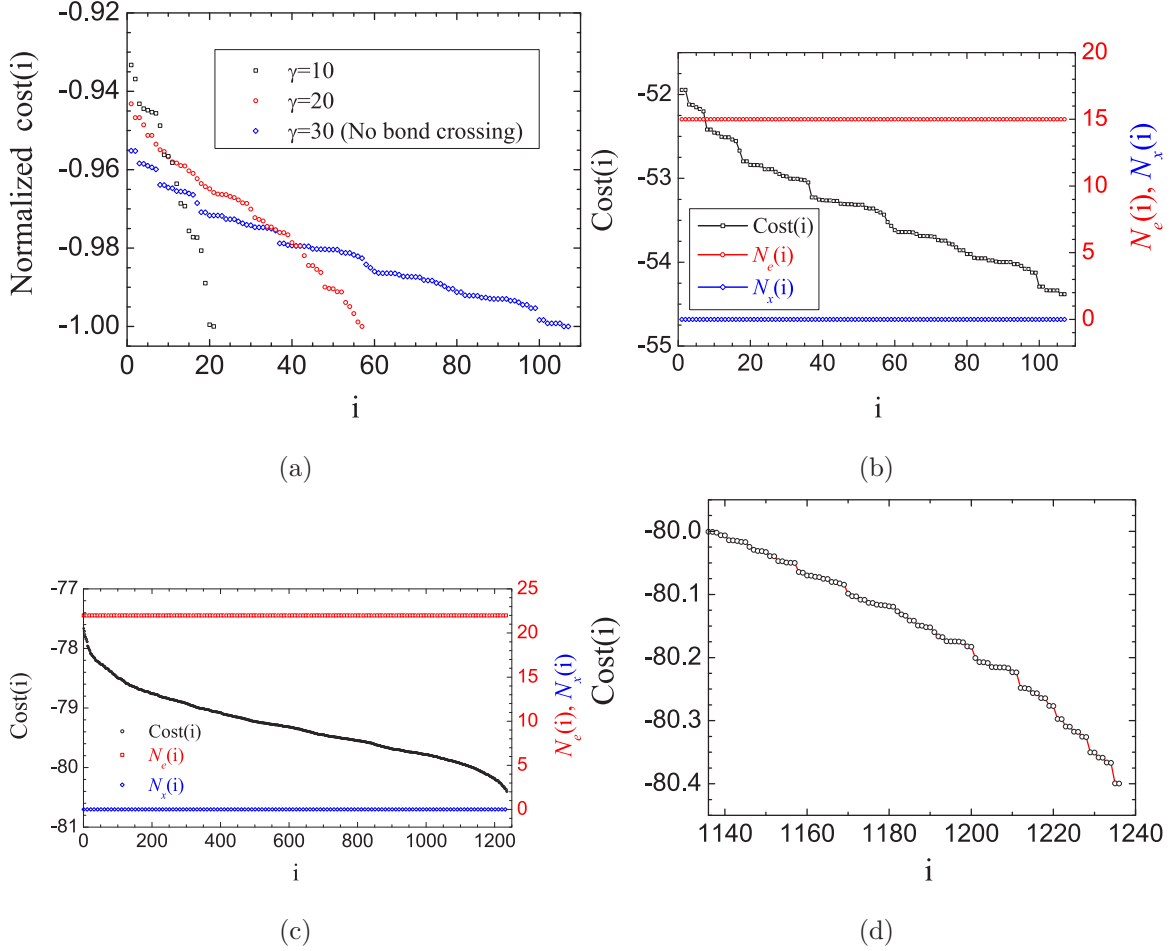 -0.92
-0.94
-0.96
-0.98
-1.00
Normalized cost(i)
γ=10
γ=20
γ=30 (No bond crossing)
0 20 40 60 80 100
i
(a)
-52
-53
-54
-55
Cost(i)
20
15
10
5
0
N_e(i), N_x(i)
Cost(i)
N_e(i)
N_x(i)
0 20 40 60 80 100
i
(b)
-77
-78
-79
-80
-81
Cost(i)
25
20
15
10
5
0
N_e(i), N_x(i)
Cost(i)
N_e(i)
N_x(i)
0 200 400 600 800 1000 1200
i
(c)
-80.0
-80.1
-80.2
-80.3
-80.4
Cost(i)
1140 1160 1180 1200 1220 1240
i
(d)